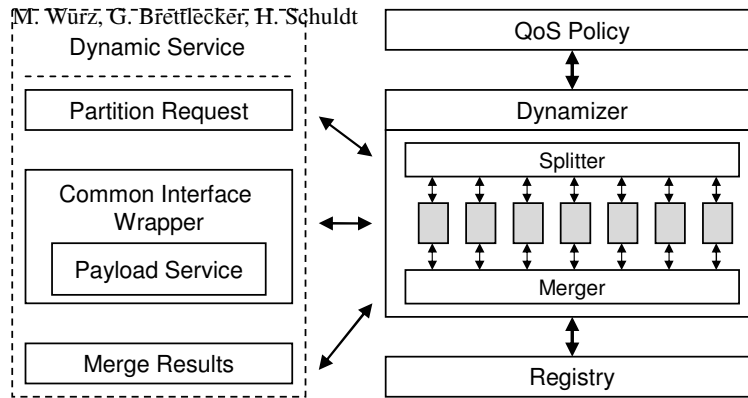 M. Wurz, G. Brettlecker, H. Schuldt
Dynamic Service
Partition Request
Common Interface
Wrapper
Payload Service
Merge Results
QoS Policy
Dynamizer
Splitter
Merger
Registry